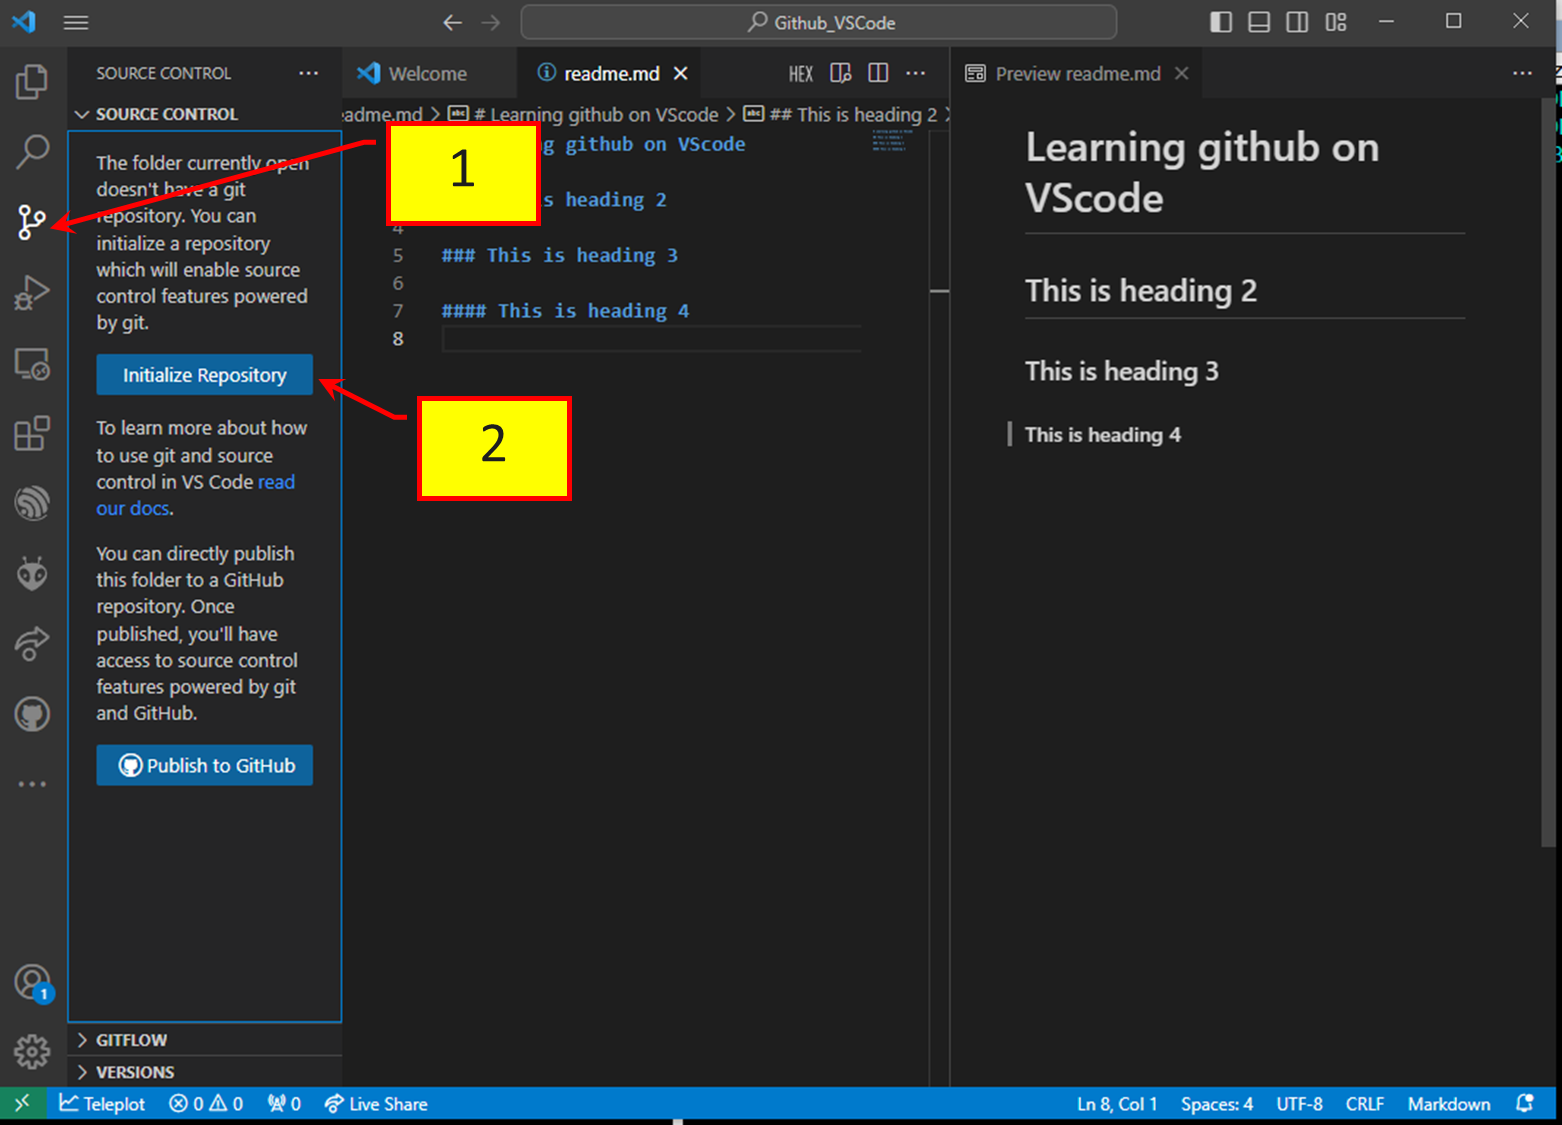 Github_VSCode
SOURCE CONTROL
Welcome
readme.md
HEX
Preview readme.md
SOURCE CONTROL
eadme.md > # Learning github on VScode > ## This is heading 2 >
The folder currently open
doesn't have a git
repository. You can
initialize a repository
which will enable source
control features powered
by git.
Initialize Repository
To learn more about how
to use git and source
control in VS Code read
our docs.
You can directly publish
this folder to a GitHub
repository. Once
published, you'll have
access to source control
features powered by git
and GitHub.
Publish to GitHub
GITFLOW
VERSIONS
1
1
2
ng github on VScode
s heading 2
4
5 ### This is heading 3
6
7 #### This is heading 4
8
Learning github on
VScode
This is heading 2
This is heading 3
This is heading 4
Teleplot 0 0 0 Live Share
Ln 8, Col 1 Spaces: 4 UTF-8 CRLF Markdown